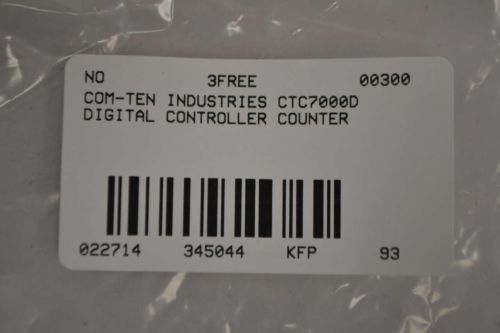 NO 3FREE 00300
COM-TEN INDUSTRIES CTC7000D
DIGITAL CONTROLLER COUNTER
022714 345044 KFP 93